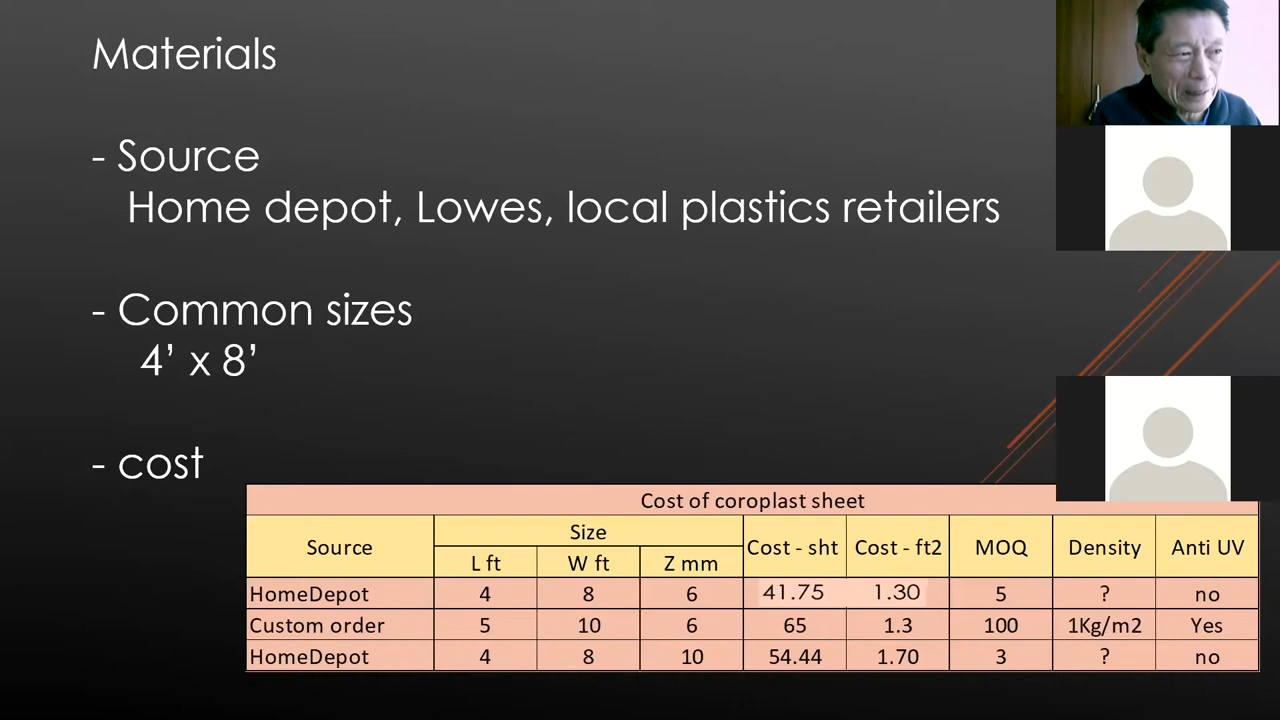 Materials
- Source
Home depot, Lowes, local plastics retailers
- Common sizes
4’ x 8’
- cost
Cost of coroplast sheet
Source Size Cost - sht Cost - ft2 MOQ Density Anti UV
L ft W ft Z mm
HomeDepot 4 8 6 41.75 1.30 5 ? no
Custom order 5 10 6 65 1.3 100 1Kg/m2 Yes
HomeDepot 4 8 10 54.44 1.70 3 ? no